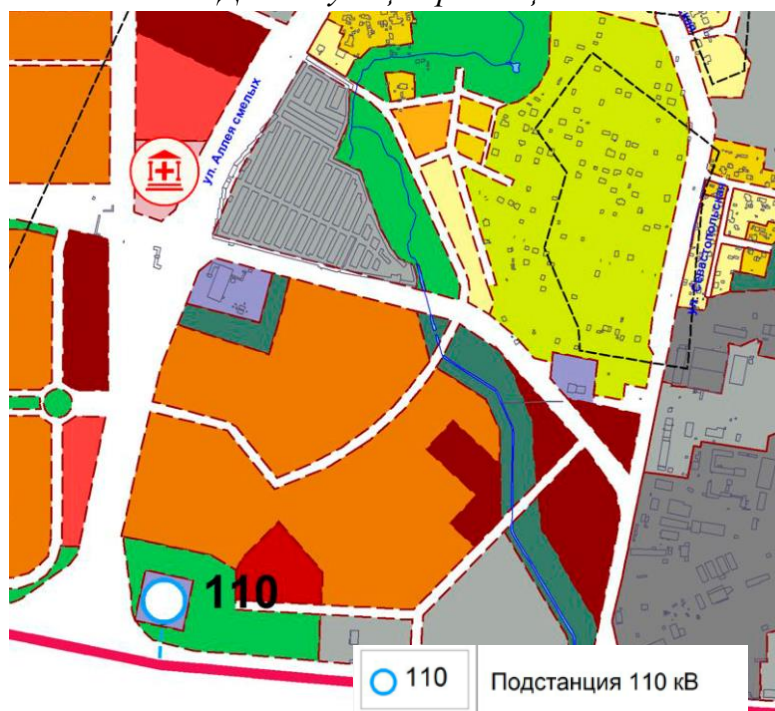 ул. Аллея смелых
ул. Севастопольская
110
110
Подстанция 110 кВ